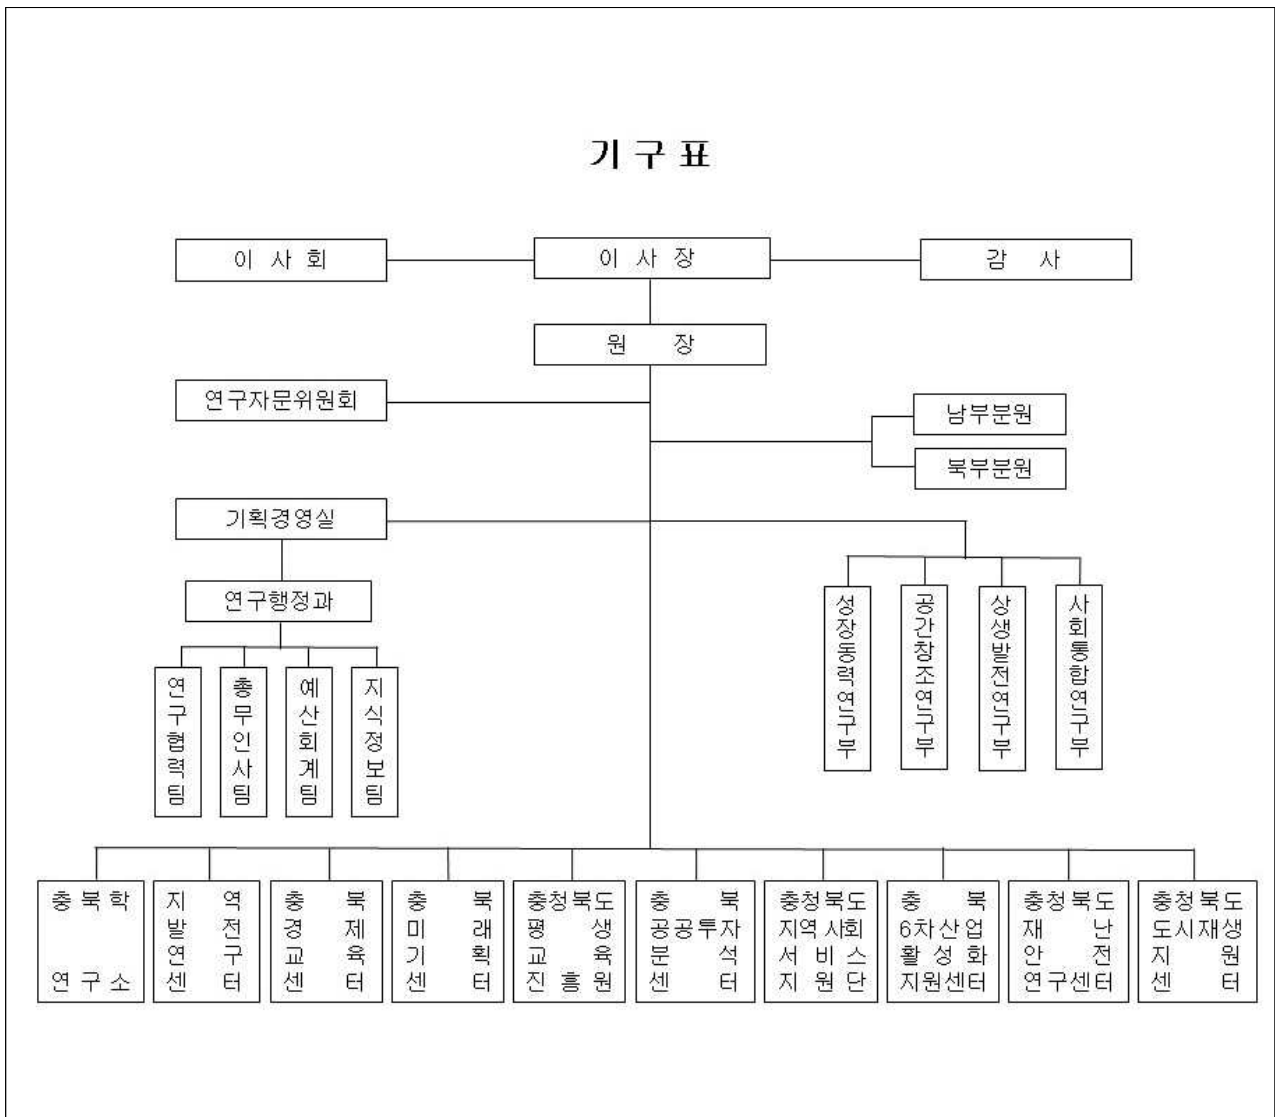 기 구 표
이 사 회
이 사 장
감 사
원 장
연구자문위원회
남부분원
북부분원
기획경영실
연구행정과
성장동력연구부
공간창조연구부
상생발전연구부
사회통합연구부
연구협력팀
총무인사팀
예산회계팀
지식정보팀
충북학
연구소
지 역
발 전
연 구
센 터
충 북
경 제
교 육
센 터
충 북
미 래
기 획
센 터
충청북도
평 생
교 육
진 흥 원
충 북
공공투자
분 석
센 터
충청북도
지역사회
서 비 스
지 원 단
충 북
6차산업
활 성 화
지원센터
충청북도
재 난
안 전
연구센터
충청북도
도시재생
지 원
센 터